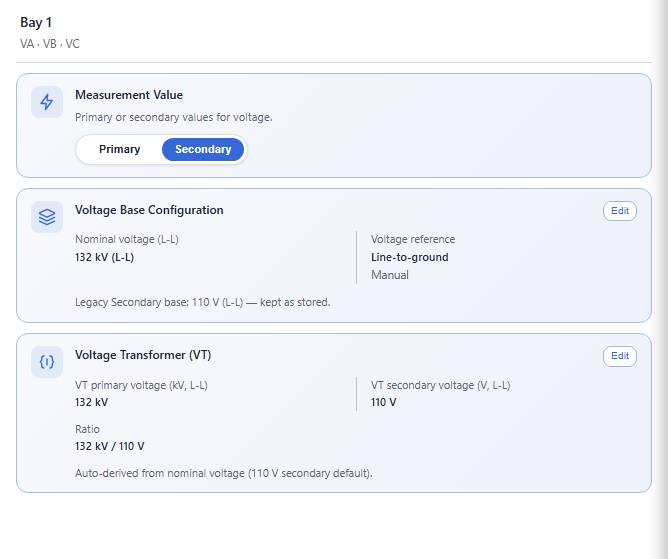 Bay 1
VA · VB · VC
Measurement Value
Primary or secondary values for voltage.
Primary
Secondary
Voltage Base Configuration
Edit
Nominal voltage (L-L)
132 kV (L-L)
Voltage reference
Line-to-ground
Manual
Legacy Secondary base: 110 V (L-L) — kept as stored.
Voltage Transformer (VT)
Edit
VT primary voltage (kV, L-L)
132 kV
VT secondary voltage (V, L-L)
110 V
Ratio
132 kV / 110 V
Auto-derived from nominal voltage (110 V secondary default).